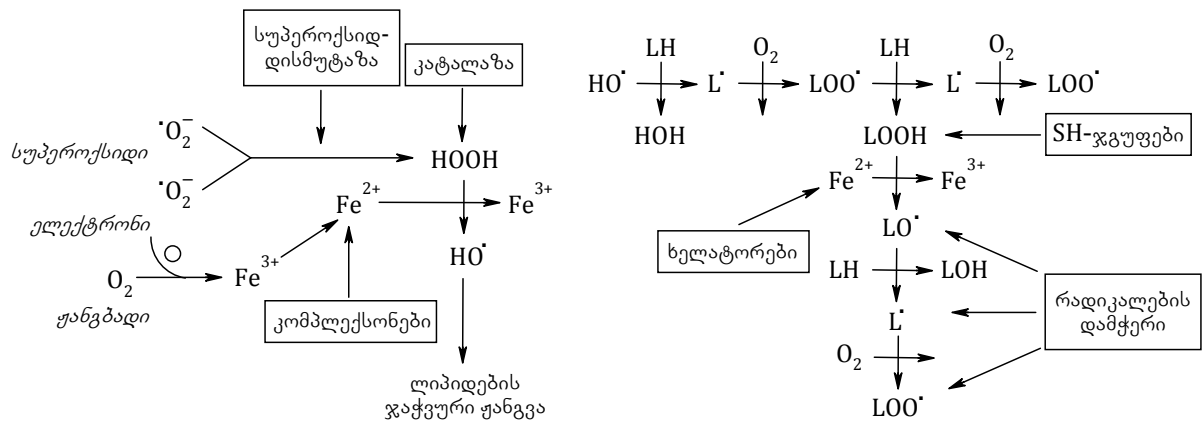 სუპეროქსიდ-
დისმუტაზა
კატალაზა
•O₂⁻
სუპეროქსიდი
HOOH
•O₂⁻
Fe²⁺
Fe³⁺
ელექტრონი
O₂
Fe³⁺
HO•
ჟანგბადი
კომპლექსონები
ლიპიდების
ჯაჭვური ჟანგვა
LH
O₂
LH
O₂
HO•
L•
LOO•
L•
LOO•
HOH
LOOH
SH-ჯგუფები
Fe²⁺
Fe³⁺
LO•
ხელატორები
LH
LOH
რადიკალების
დამჭერი
L•
O₂
LOO•